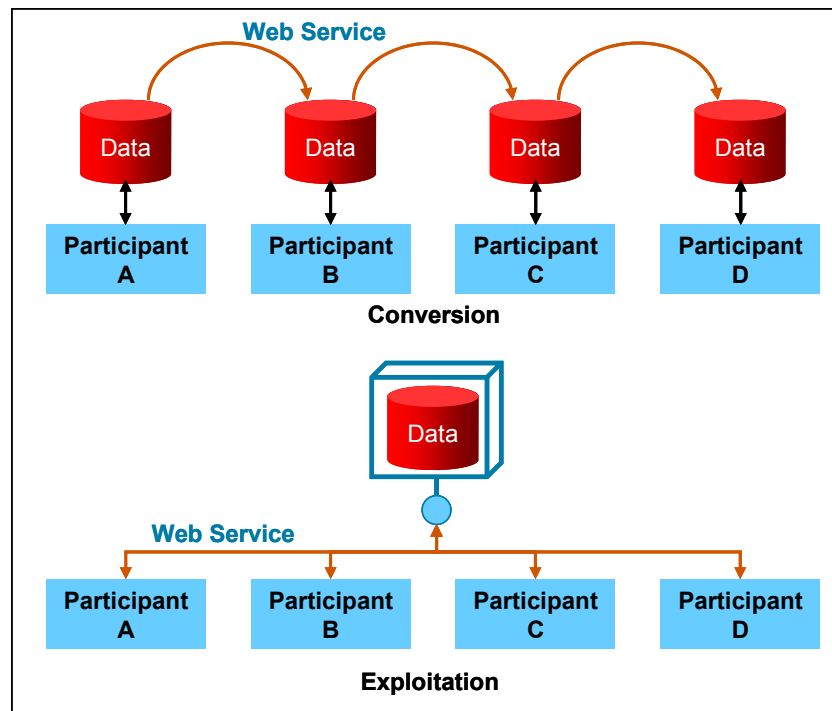 Web Service
Data Data Data Data
Participant Participant Participant Participant
A B C D
Conversion
Data
Web Service
Participant Participant Participant Participant
A B C D
Exploitation